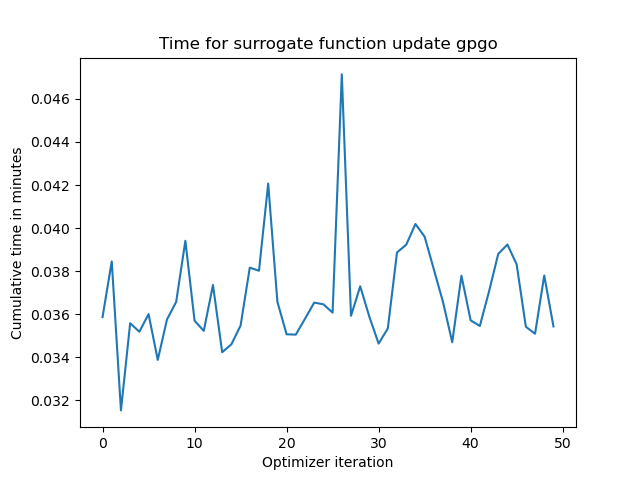 Time for surrogate function update gpgo
0.046
0.044
0.042
0.040
0.038
0.036
0.034
0.032
Cumulative time in minutes
0 10 20 30 40 50
Optimizer iteration